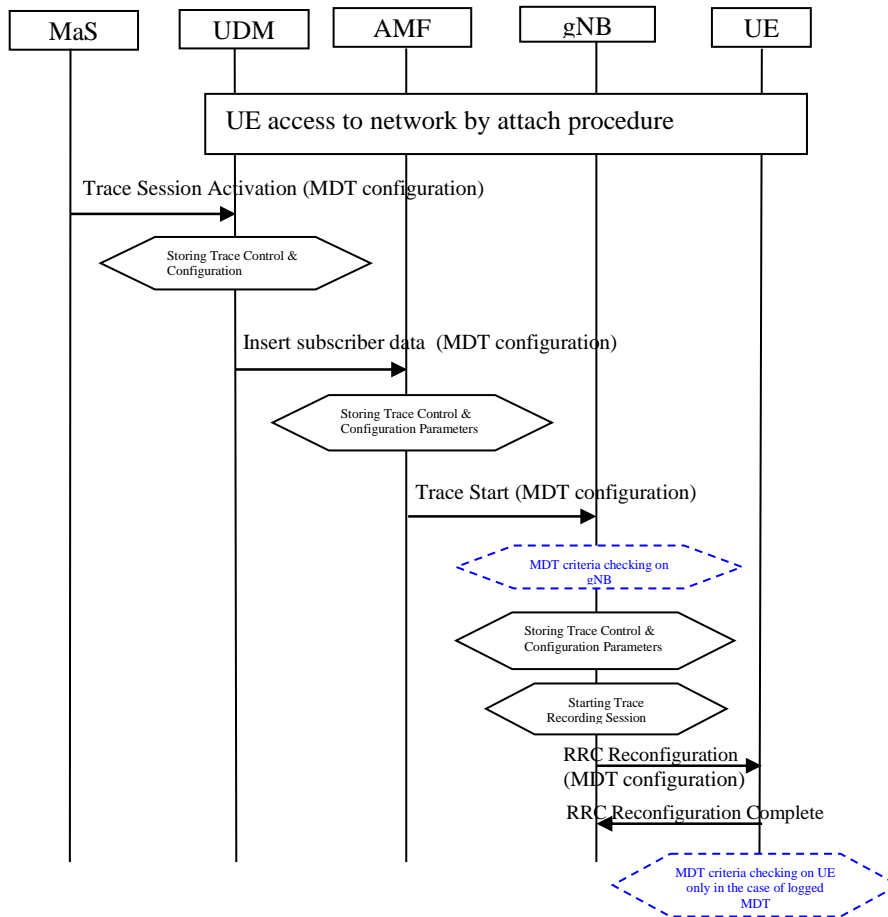 MaS
UDM
AMF
gNB
UE
UE access to network by attach procedure
Trace Session Activation (MDT configuration)
Storing Trace Control &
Configuration
Insert subscriber data (MDT configuration)
Storing Trace Control &
Configuration Parameters
Trace Start (MDT configuration)
MDT criteria checking on
gNB
Storing Trace Control &
Configuration Parameters
Starting Trace
Recording Session
RRC Reconfiguration
(MDT configuration)
RRC Reconfiguration Complete
MDT criteria checking on UE
only in the case of logged
MDT